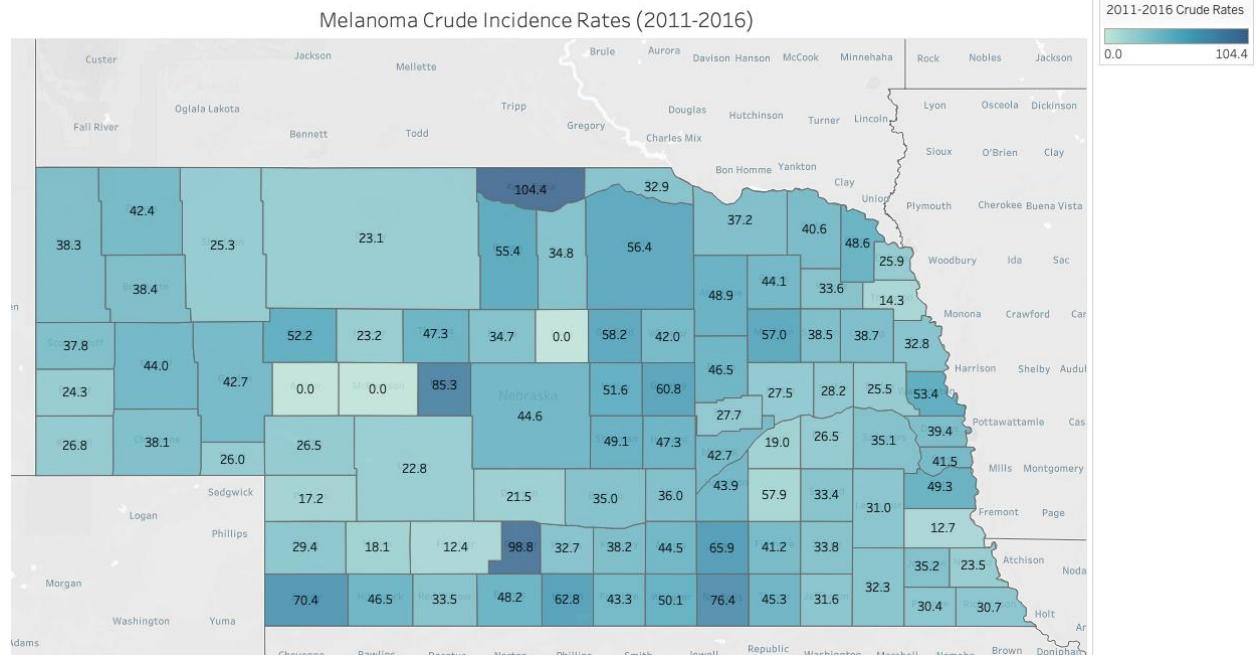 Melanoma Crude Incidence Rates (2011-2016)
2011-2016 Crude Rates
0.0 104.4
Custer Jackson Mellette Brule Aurora Davison Hanson McCook Minnehaha Rock Nobles Jackson
Oglala Lakota Tripp Douglas Hutchinson Turner Lincoln Lyon Osceola Dickinson
Fall River Bennett Todd Gregory Charles Mix Sioux O'Brien Clay
Bon Homme Yankton Clay Union Plymouth Cherokee Buena Vista
104.4 32.9
42.4 23.1 37.2 40.6
38.3 25.3 55.4 34.8 56.4 48.6
25.9 Woodbury Ida Sac
38.4 48.9 44.1 33.6 14.3
Monona Crawford
37.8 52.2 23.2 47.3 34.7 0.0 58.2 42.0 57.0 38.5 38.7 32.8
44.0 42.7 46.5 Harrison Shelby
24.3 0.0 0.0 85.3 Nebraska 51.6 60.8 27.5 28.2 25.5 53.4
44.6 27.7 Pottawattamie
26.8 38.1 26.0 26.5 22.8 49.1 47.3 42.7 19.0 26.5 35.1 39.4
41.5 Mills Montgomery
Sedgwick 17.2 21.5 35.0 36.0 43.9 57.9 33.4 31.0 49.3
Logan Fremont Page
Phillips 29.4 18.1 12.4 98.8 32.7 38.2 44.5 65.9 41.2 33.8 12.7
35.2 23.5 Atchison
Morgan 70.4 46.5 33.5 48.2 62.8 43.3 50.1 76.4 45.3 31.6 32.3
30.4 30.7 Holt
Washington Yuma
Republic Brown Doniphan